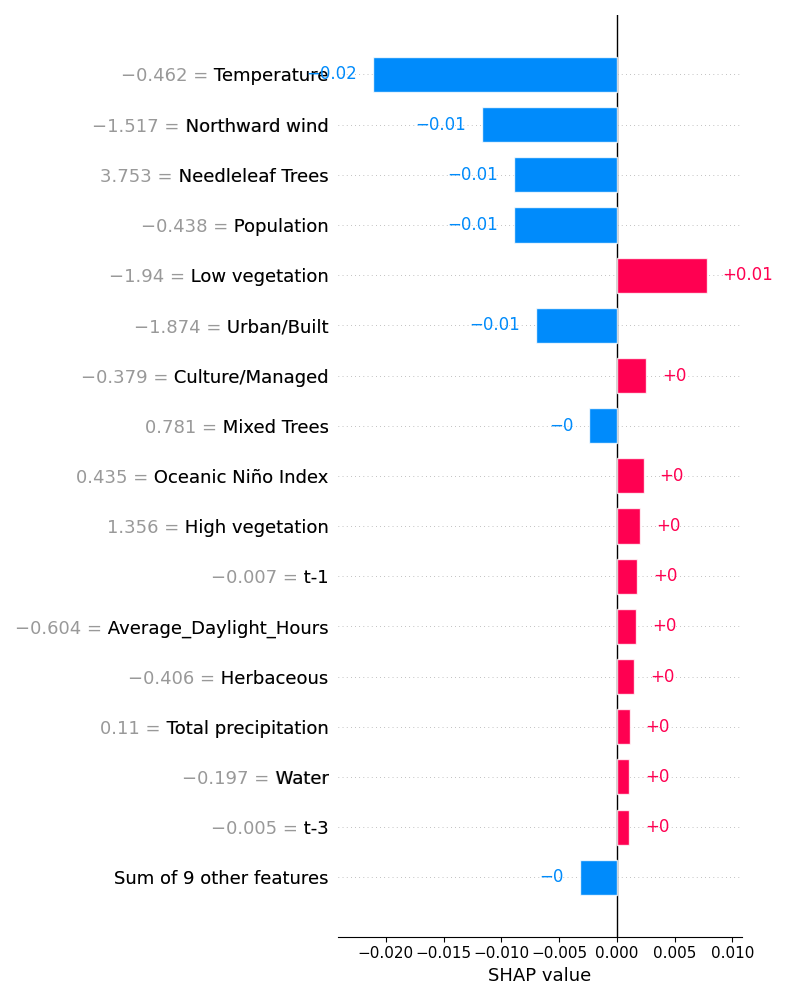 −0.462 = Temperature −0.02
−1.517 = Northward wind −0.01
3.753 = Needleleaf Trees −0.01
−0.438 = Population −0.01
−1.94 = Low vegetation +0.01
−1.874 = Urban/Built −0.01
−0.379 = Culture/Managed +0
0.781 = Mixed Trees −0
0.435 = Oceanic Niño Index +0
1.356 = High vegetation +0
−0.007 = t-1 +0
−0.604 = Average_Daylight_Hours +0
−0.406 = Herbaceous +0
0.11 = Total precipitation +0
−0.197 = Water +0
−0.005 = t-3 +0
Sum of 9 other features −0
−0.020 −0.015 −0.010 −0.005 0.000 0.005 0.010
SHAP value